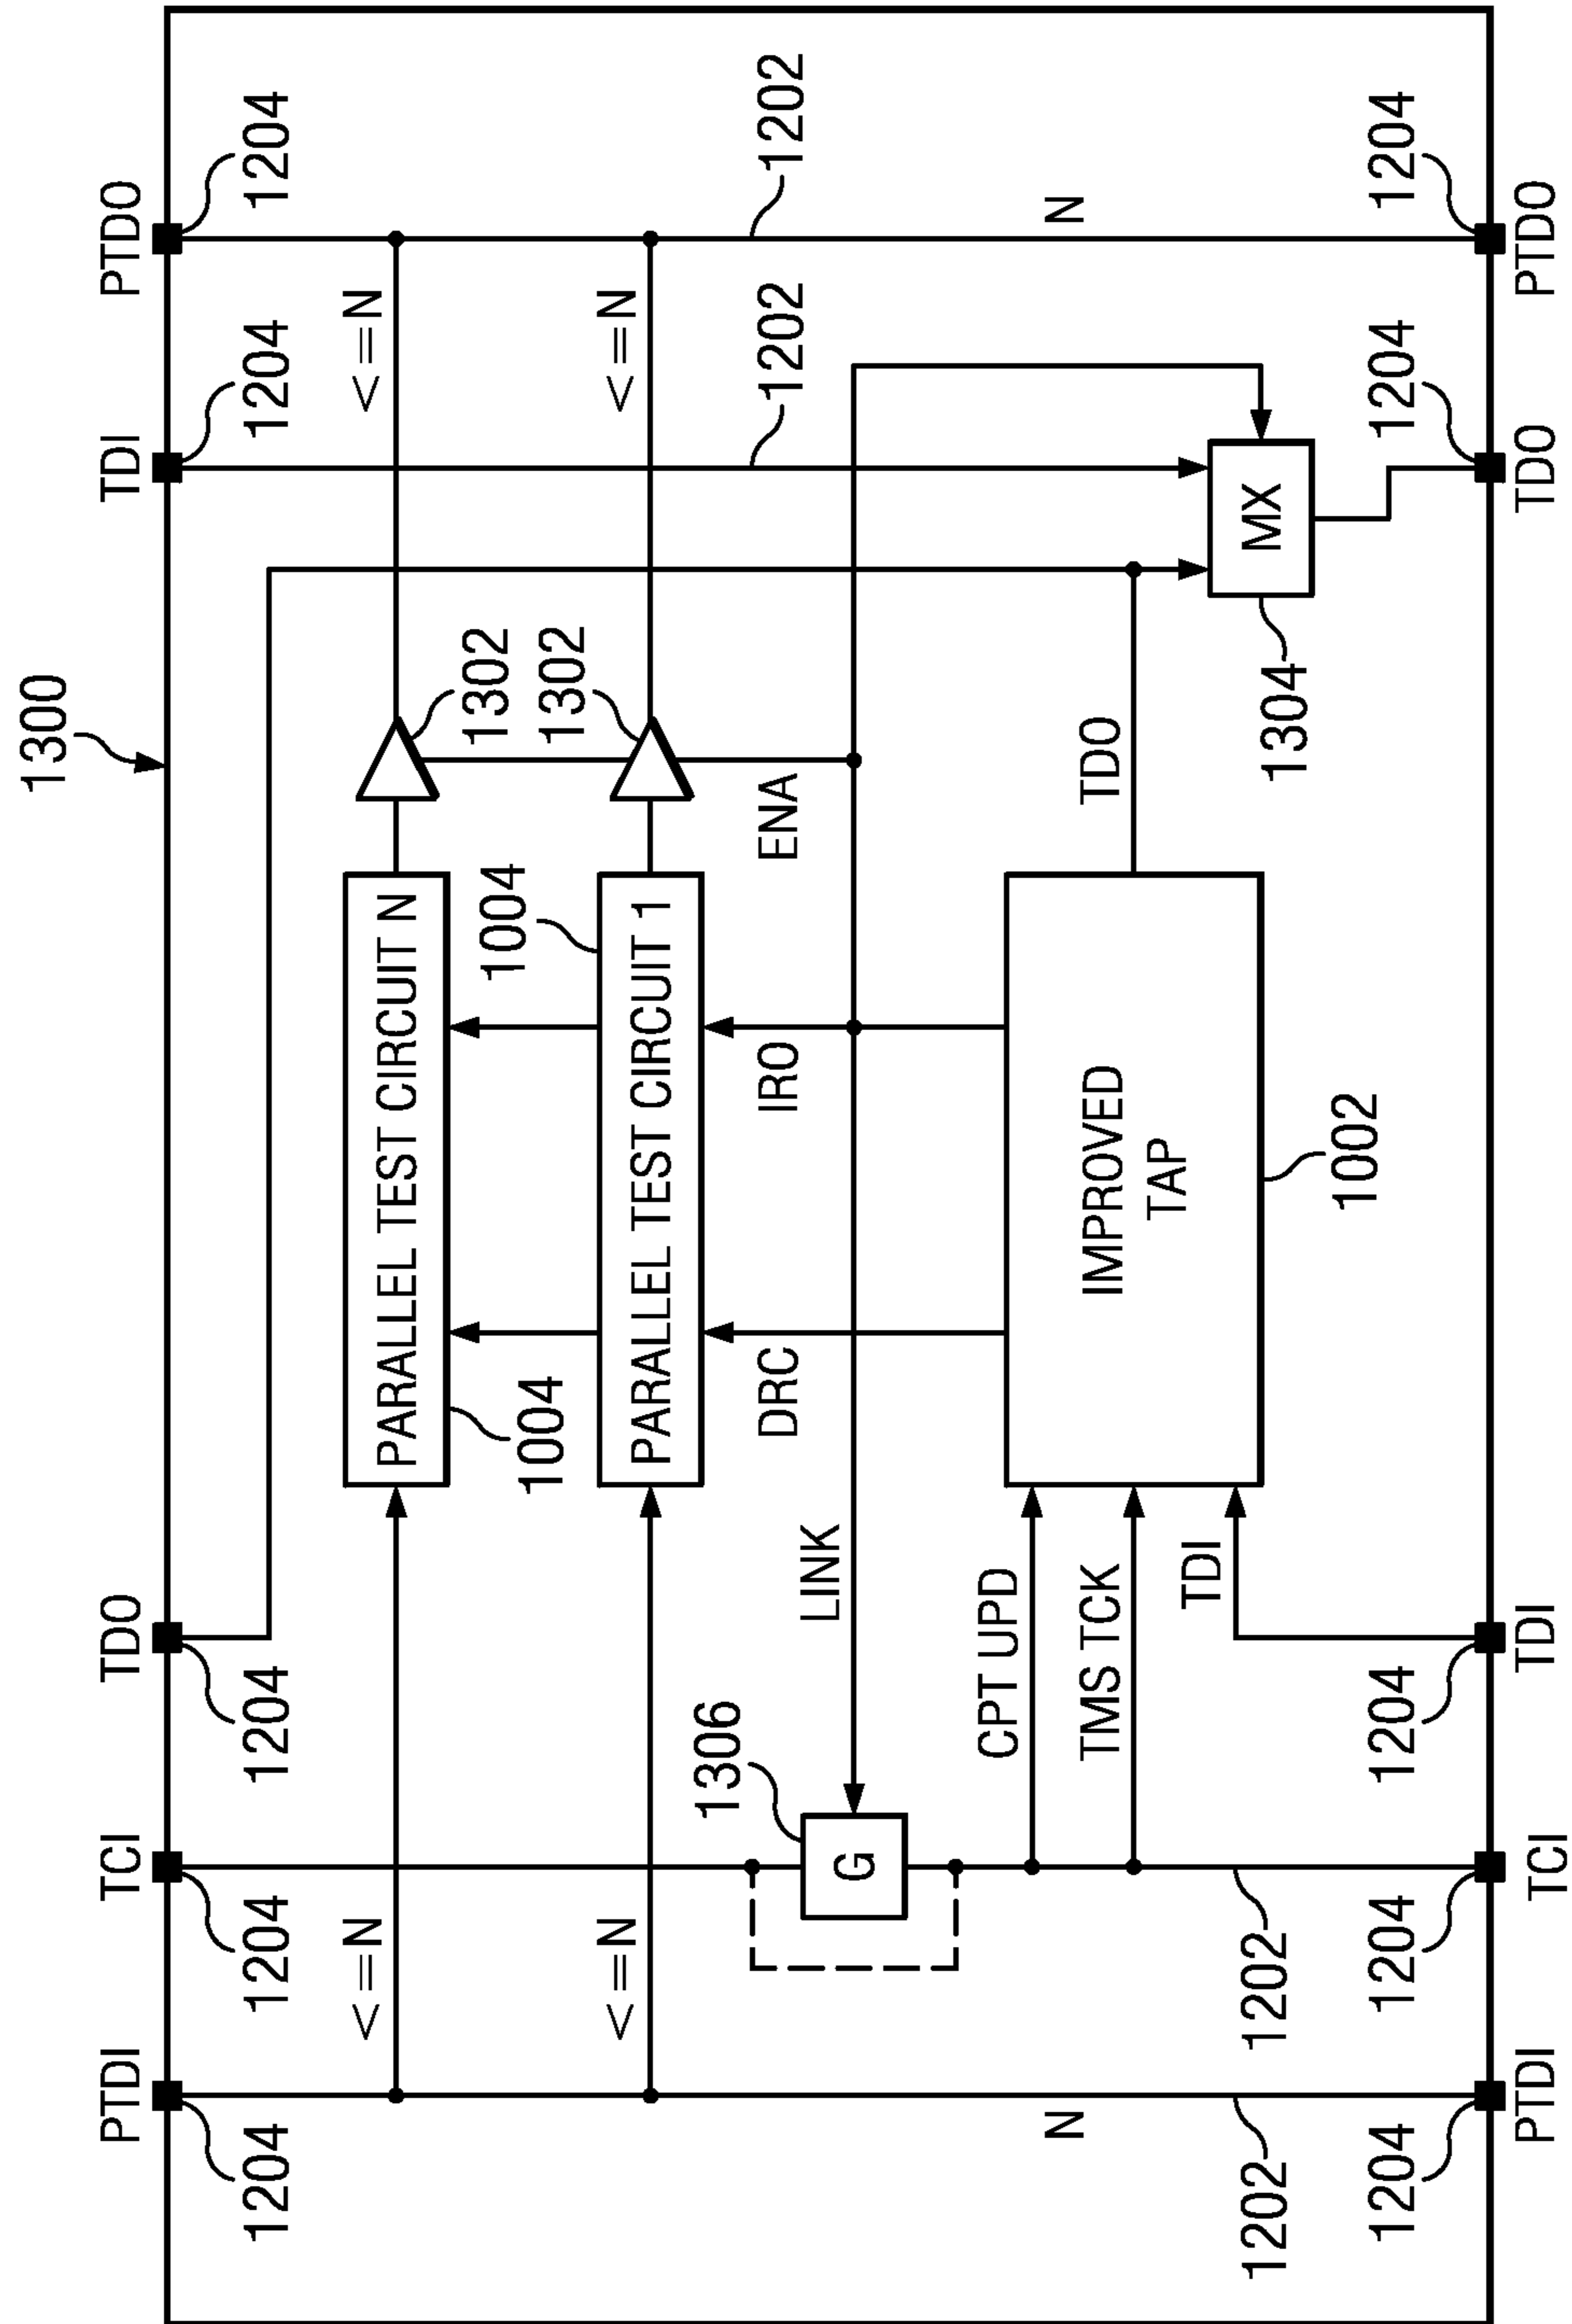 1300
PTDI
TCI
TDO
TDI
PTDO
1204
1204
1204
1204
1204
<=N
<=N
PARALLEL TEST CIRCUIT N
1302
1004
1004
1302
<=N
<=N
PARALLEL TEST CIRCUIT 1
1306
DRC
IRO
ENA
1202
1202
LINK
G
CPT UPD
N
N
TMS TCK
IMPROVED
TAP
TDO
TDI
1202
1202
MX
1304
1002
1204
1204
1204
1204
1204
PTDI
TCI
TDI
TDO
PTDO